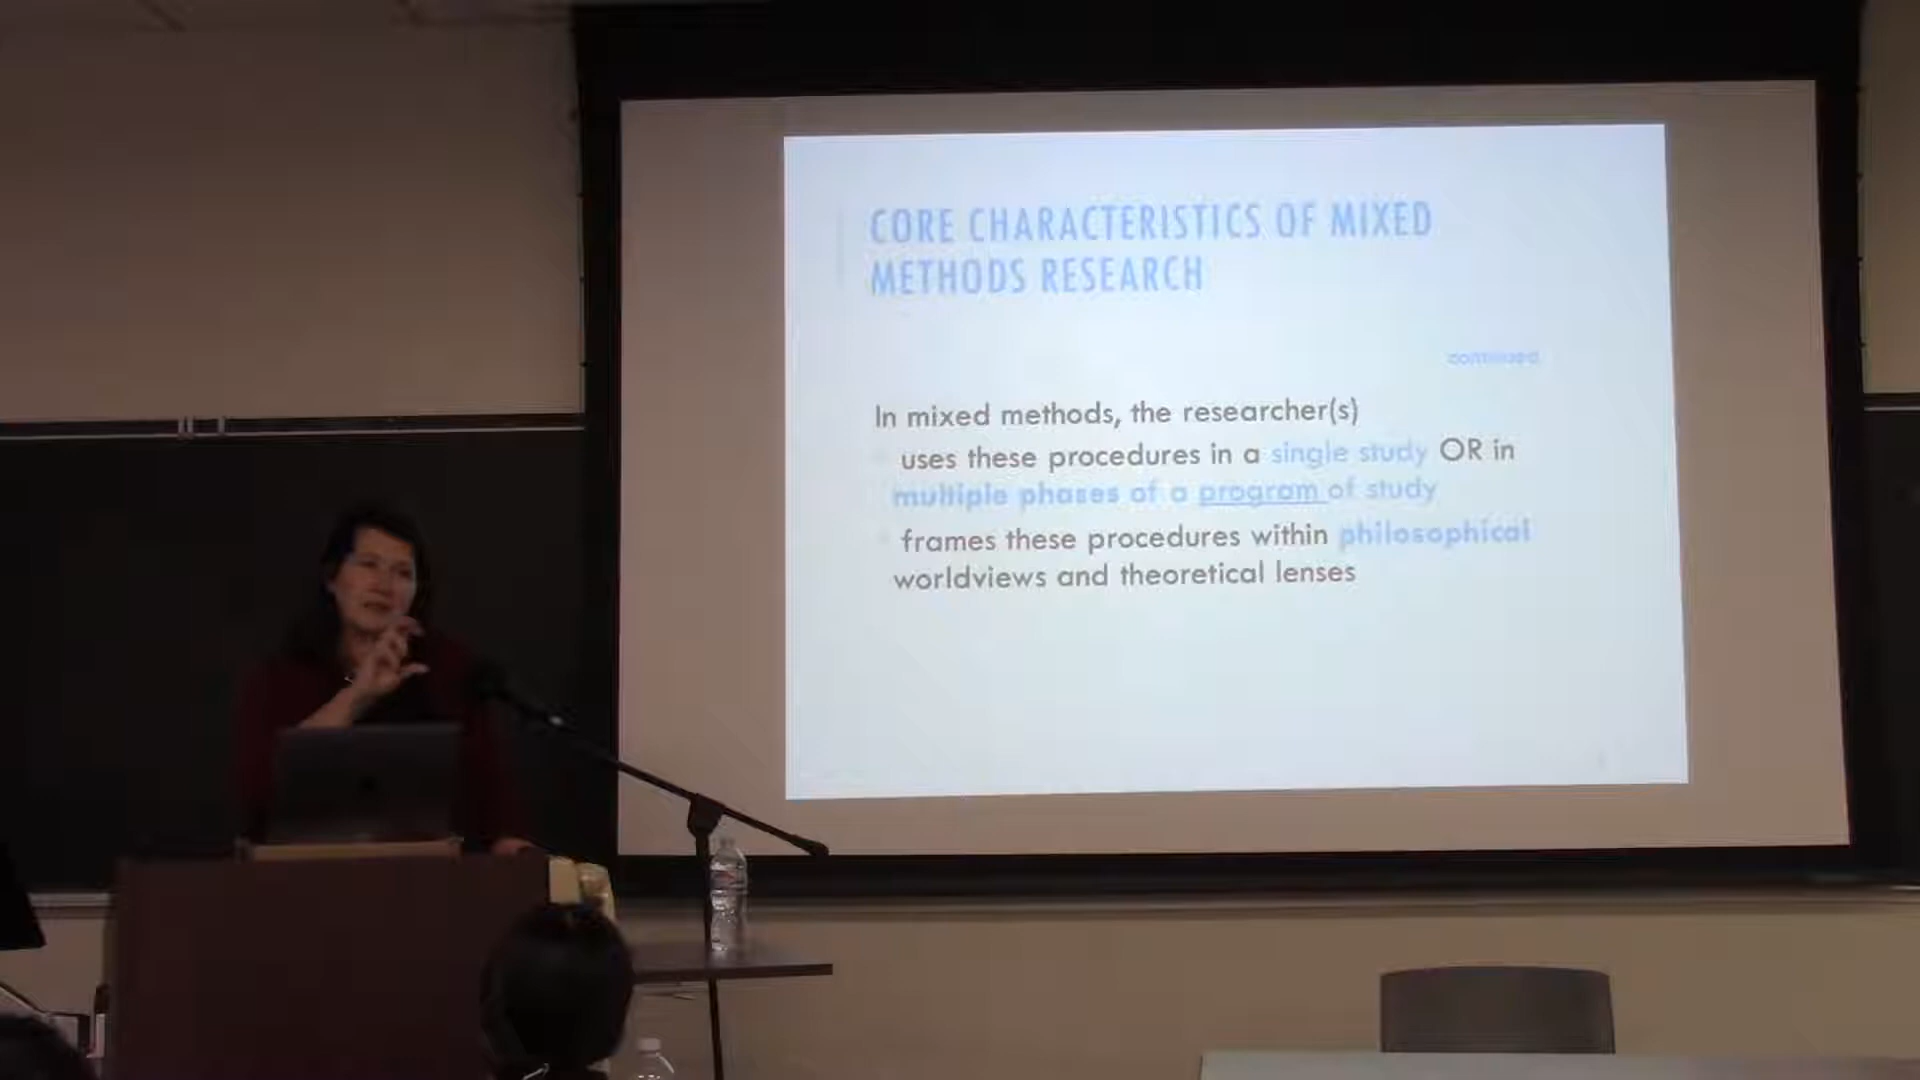 CORE CHARACTERISTICS OF MIXED
METHODS RESEARCH
continued
In mixed methods, the researcher(s)
uses these procedures in a single study OR in
multiple phases of a program of study
frames these procedures within philosophical
worldviews and theoretical lenses